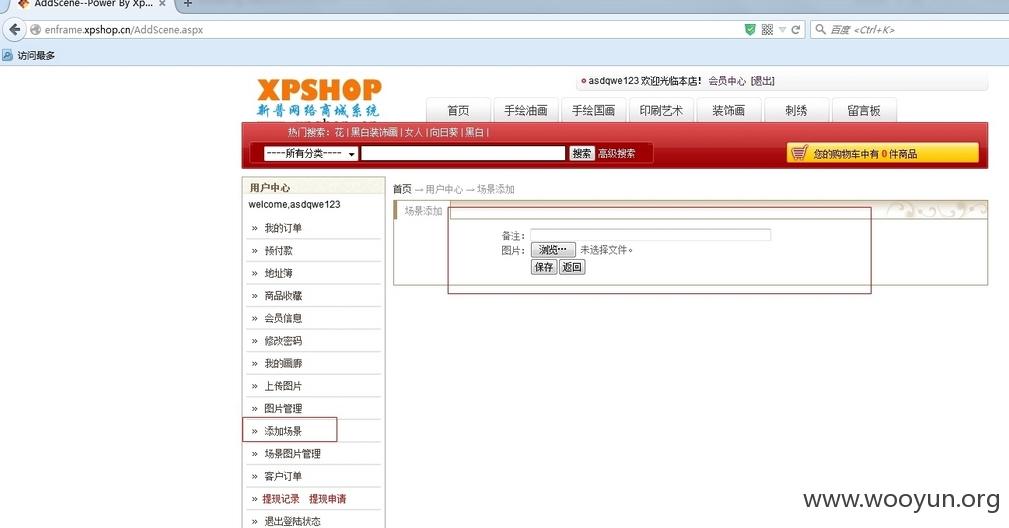 AddScene--Power By Xp...
enframe.xpshop.cn/AddScene.aspx
百度 <Ctrl+K>
访问最多
XPSHOP
新普网络商城系统
asdqwe123 欢迎光临本店! 会员中心 [退出]
首页 手绘油画 手绘国画 印刷艺术 装饰画 刺绣 留言板
热门搜索: 花 | 黑白装饰画 | 女人 | 向日葵 | 黑白 |
----所有分类---- 搜索 高级搜索
您的购物车中有 0 件商品
用户中心
welcome,asdqwe123
» 我的订单
» 预付款
» 地址簿
» 商品收藏
» 会员信息
» 修改密码
» 我的画廊
» 上传图片
» 图片管理
» 添加场景
» 场景图片管理
» 客户订单
» 提现记录 提现申请
» 退出登陆状态
首页 → 用户中心 → 场景添加
场景添加
备注:
图片: 浏览… 未选择文件。
保存 返回
www.wooyun.org